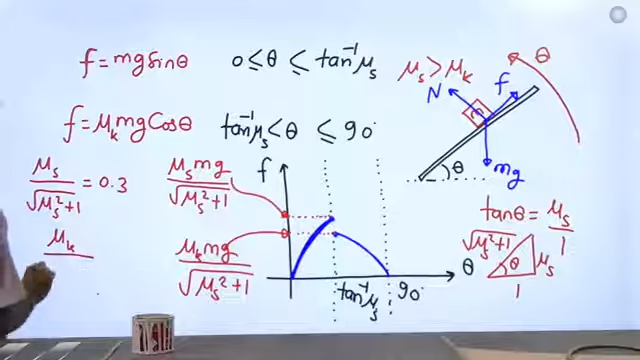 f = mg sinθ    0 ≤ θ ≤ tan⁻¹μₛ
f = μₖ mg Cosθ    tan⁻¹μₛ < θ ≤ 90°
μₛ > μₖ
θ
N
f
m
θ
mg
μₛ / √(μₛ²+1) = 0.3
μₖ
μₛ mg / √(μₛ²+1)
μₖ mg / √(μₛ²+1)
f
tan⁻¹μₛ
90°
θ
tanθ = μₛ / 1
√(μₛ²+1)
θ
μₛ
1